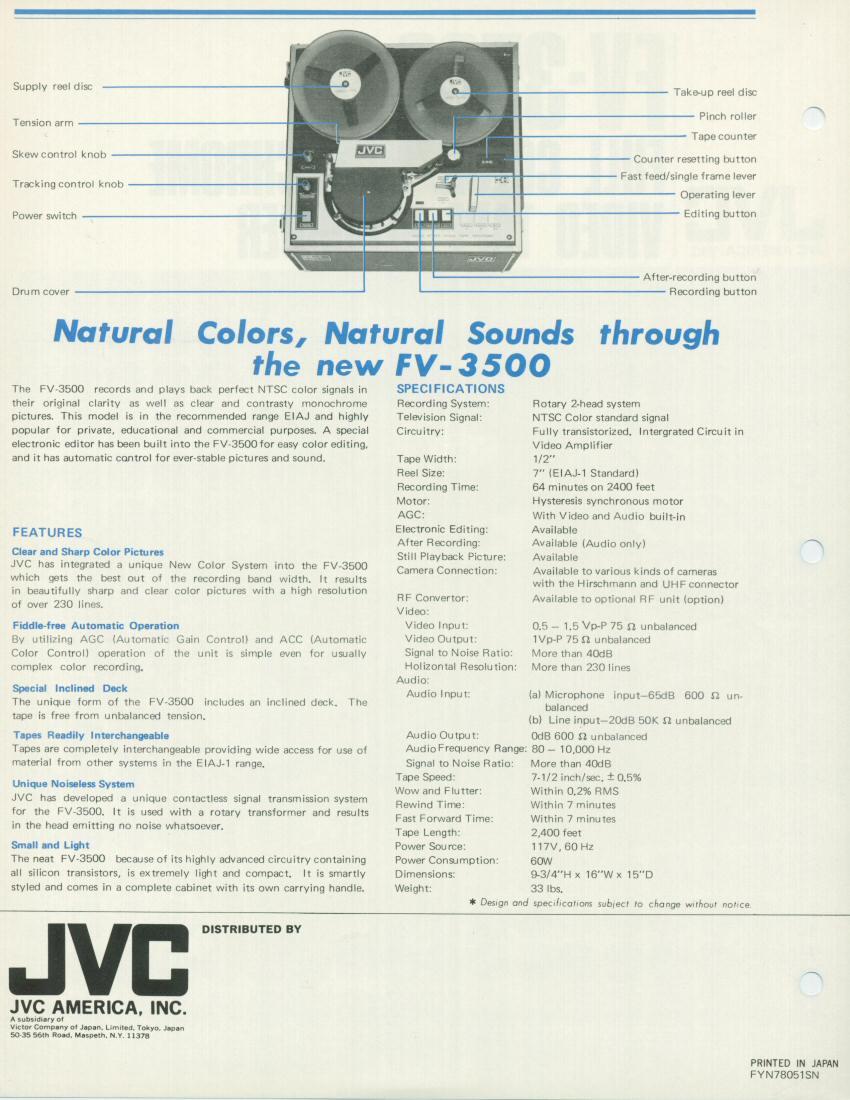 Supply reel disc
Tension arm
Skew control knob
Tracking control knob
Power switch
Drum cover
Take-up reel disc
Pinch roller
Tape counter
Counter resetting button
Fast feed/single frame lever
Operating lever
Editing button
After-recording button
Recording button
JVC
JVC
JVC
JVC
Natural Colors, Natural Sounds through
the new FV-3500
The FV-3500 records and plays back perfect NTSC color signals in
their original clarity as well as clear and contrasty monochrome
pictures. This model is in the recommended range EIAJ and highly
popular for private, educational and commercial purposes. A special
electronic editor has been built into the FV-3500 for easy color editing,
and it has automatic control for ever-stable pictures and sound.
FEATURES
Clear and Sharp Color Pictures
JVC has integrated a unique New Color System into the FV-3500
which gets the best out of the recording band width. It results
in beautifully sharp and clear color pictures with a high resolution
of over 230 lines.
Fiddle-free Automatic Operation
By utilizing AGC (Automatic Gain Control) and ACC (Automatic
Color Control) operation of the unit is simple even for usually
complex color recording.
Special Inclined Deck
The unique form of the FV-3500 includes an inclined deck. The
tape is free from unbalanced tension.
Tapes Readily Interchangeable
Tapes are completely interchangeable providing wide access for use of
material from other systems in the EIAJ-1 range.
Unique Noiseless System
JVC has developed a unique contactless signal transmission system
for the FV-3500. It is used with a rotary transformer and results
in the head emitting no noise whatsoever.
Small and Light
The neat FV-3500 because of its highly advanced circuitry containing
all silicon transistors, is extremely light and compact. It is smartly
styled and comes in a complete cabinet with its own carrying handle.
SPECIFICATIONS
Recording System: Rotary 2-head system
Television Signal: NTSC Color standard signal
Circuitry: Fully transistorized, Intergrated Circuit in
Video Amplifier
Tape Width: 1/2"
Reel Size: 7" (EIAJ-1 Standard)
Recording Time: 64 minutes on 2400 feet
Motor: Hysteresis synchronous motor
AGC: With Video and Audio built-in
Electronic Editing: Available
After Recording: Available (Audio only)
Still Playback Picture: Available
Camera Connection: Available to various kinds of cameras
with the Hirschmann and UHF connector
RF Convertor: Available to optional RF unit (option)
Video:
Video Input: 0.5 – 1.5 Vp-P 75 Ω unbalanced
Video Output: 1Vp-P 75 Ω unbalanced
Signal to Noise Ratio: More than 40dB
Holizontal Resolution: More than 230 lines
Audio:
Audio Input: (a) Microphone input–65dB 600 Ω un-
balanced
(b) Line input–20dB 50K Ω unbalanced
Audio Output: 0dB 600 Ω unbalanced
Audio Frequency Range: 80 – 10,000 Hz
Signal to Noise Ratio: More than 40dB
Tape Speed: 7-1/2 inch/sec. ± 0.5%
Wow and Flutter: Within 0.2% RMS
Rewind Time: Within 7 minutes
Fast Forward Time: Within 7 minutes
Tape Length: 2,400 feet
Power Source: 117V, 60 Hz
Power Consumption: 60W
Dimensions: 9-3/4"H x 16"W x 15"D
Weight: 33 lbs.
* Design and specifications subject to change without notice.
JVC
JVC AMERICA, INC.
A subsidiary of
Victor Company of Japan, Limited, Tokyo, Japan
50-35 56th Road, Maspeth, N.Y. 11378
DISTRIBUTED BY
PRINTED IN JAPAN
FYN78051SN